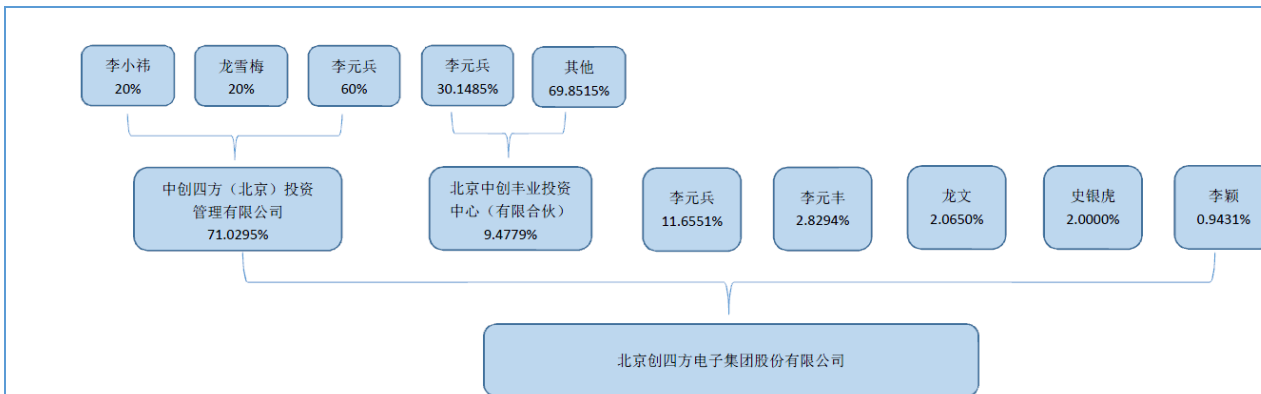 李小祎
20%
龙雪梅
20%
李元兵
60%
李元兵
30.1485%
其他
69.8515%
中创四方（北京）投资
管理有限公司
71.0295%
北京中创丰业投资
中心（有限合伙）
9.4779%
李元兵
11.6551%
李元丰
2.8294%
龙文
2.0650%
史银虎
2.0000%
李颖
0.9431%
北京创四方电子集团股份有限公司